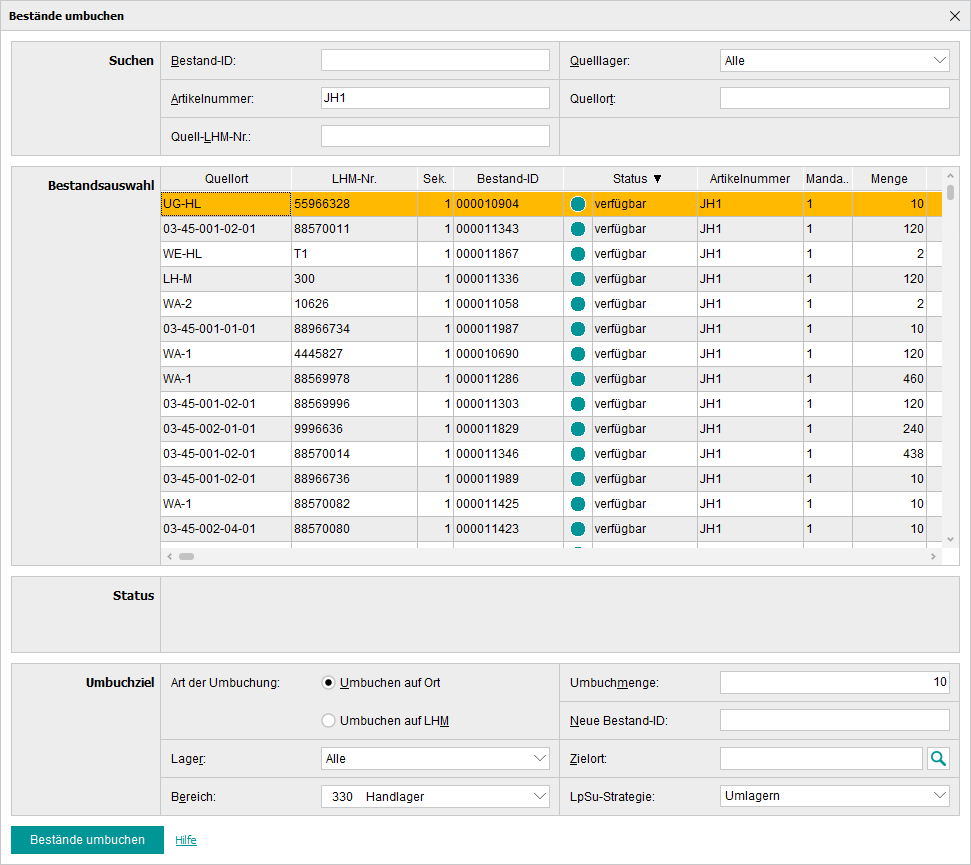 Bestände umbuchen
Suchen
Bestand-ID:
Quelllager: Alle
Artikelnummer: JH1
Quellort:
Quell-LHM-Nr.:
Bestandsauswahl
Quellort LHM-Nr. Sek. Bestand-ID Status ▼ Artikelnummer Manda.. Menge
UG-HL 55966328 1 000010904 verfügbar JH1 1 10
03-45-001-02-01 88570011 1 000011343 verfügbar JH1 1 120
WE-HL T1 1 000011867 verfügbar JH1 1 2
LH-M 300 1 000011336 verfügbar JH1 1 120
WA-2 10626 1 000011058 verfügbar JH1 1 2
03-45-001-01-01 88966734 1 000011987 verfügbar JH1 1 10
WA-1 4445827 1 000010690 verfügbar JH1 1 120
WA-1 88569978 1 000011286 verfügbar JH1 1 460
03-45-001-02-01 88569996 1 000011303 verfügbar JH1 1 120
03-45-002-01-01 9996636 1 000011829 verfügbar JH1 1 240
03-45-001-02-01 88570014 1 000011346 verfügbar JH1 1 438
03-45-001-02-01 88966736 1 000011989 verfügbar JH1 1 10
WA-1 88570082 1 000011425 verfügbar JH1 1 10
03-45-002-04-01 88570080 1 000011423 verfügbar JH1 1 10
Status
Umbuchziel
Art der Umbuchung: Umbuchen auf Ort
Umbuchmenge: 10
Umbuchen auf LHM
Neue Bestand-ID:
Lager: Alle
Zielort:
Bereich: 330 Handlager
LpSu-Strategie: Umlagern
Bestände umbuchen Hilfe